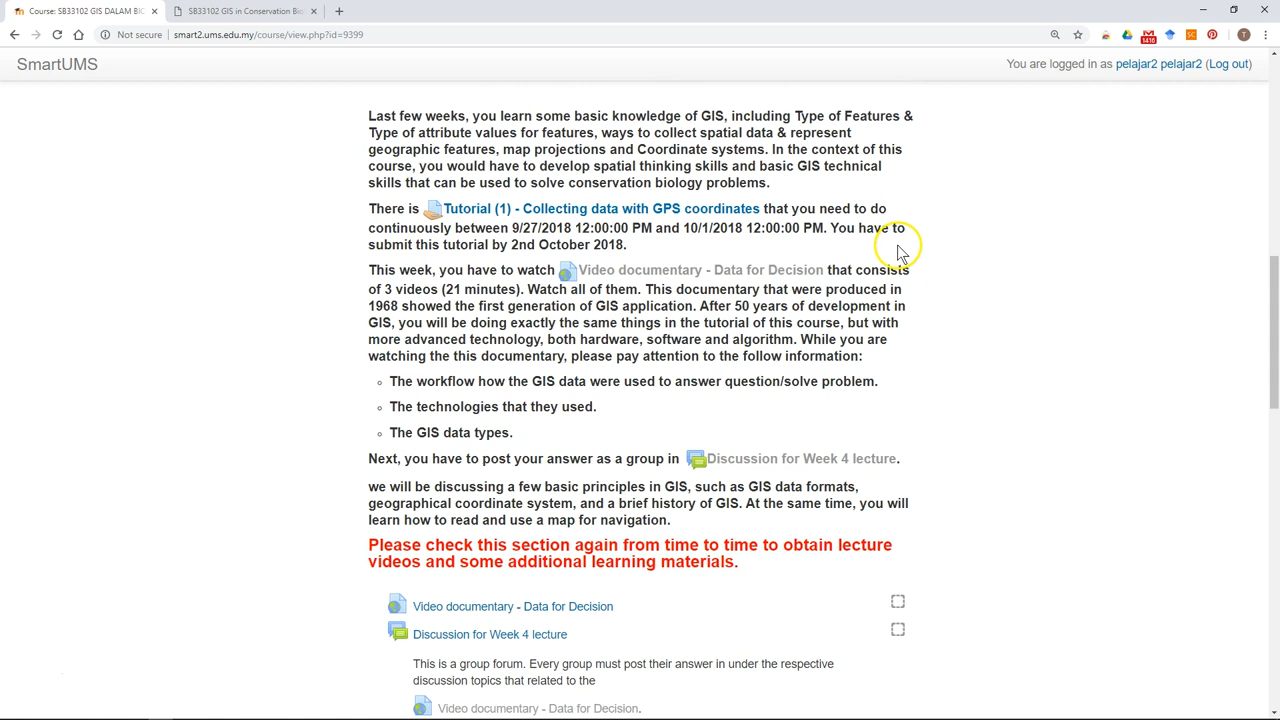 Course: SB33102 GIS DALAM BIO
SB33102 GIS in Conservation Bio
Not secure
smart2.ums.edu.my/course/view.php?id=9399
1416
SC
T
SmartUMS
You are logged in as pelajar2 pelajar2 (Log out)
Last few weeks, you learn some basic knowledge of GIS, including Type of Features &
Type of attribute values for features, ways to collect spatial data & represent
geographic features, map projections and Coordinate systems. In the context of this
course, you would have to develop spatial thinking skills and basic GIS technical
skills that can be used to solve conservation biology problems.
There is Tutorial (1) - Collecting data with GPS coordinates that you need to do
continuously between 9/27/2018 12:00:00 PM and 10/1/2018 12:00:00 PM. You have to
submit this tutorial by 2nd October 2018.
This week, you have to watch Video documentary - Data for Decision that consists
of 3 videos (21 minutes). Watch all of them. This documentary that were produced in
1968 showed the first generation of GIS application. After 50 years of development in
GIS, you will be doing exactly the same things in the tutorial of this course, but with
more advanced technology, both hardware, software and algorithm. While you are
watching the this documentary, please pay attention to the follow information:
The workflow how the GIS data were used to answer question/solve problem.
The technologies that they used.
The GIS data types.
Next, you have to post your answer as a group in Discussion for Week 4 lecture.
we will be discussing a few basic principles in GIS, such as GIS data formats,
geographical coordinate system, and a brief history of GIS. At the same time, you will
learn how to read and use a map for navigation.
Please check this section again from time to time to obtain lecture
videos and some additional learning materials.
Video documentary - Data for Decision
Discussion for Week 4 lecture
This is a group forum. Every group must post their answer in under the respective
discussion topics that related to the
Video documentary - Data for Decision.